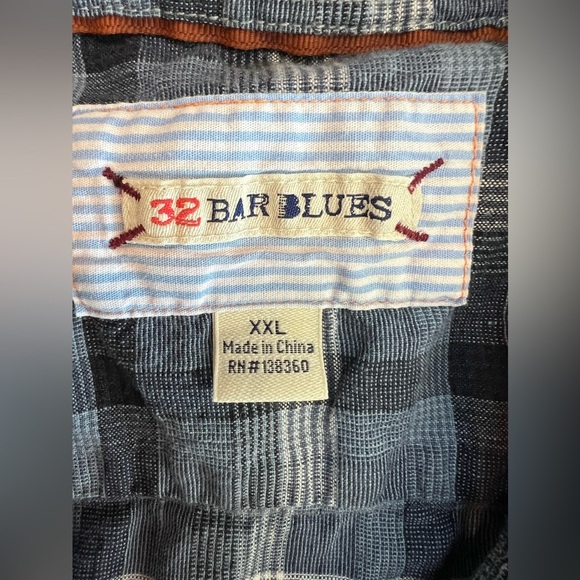 32 BAR BLUES
XXL
Made in China
RN#138360